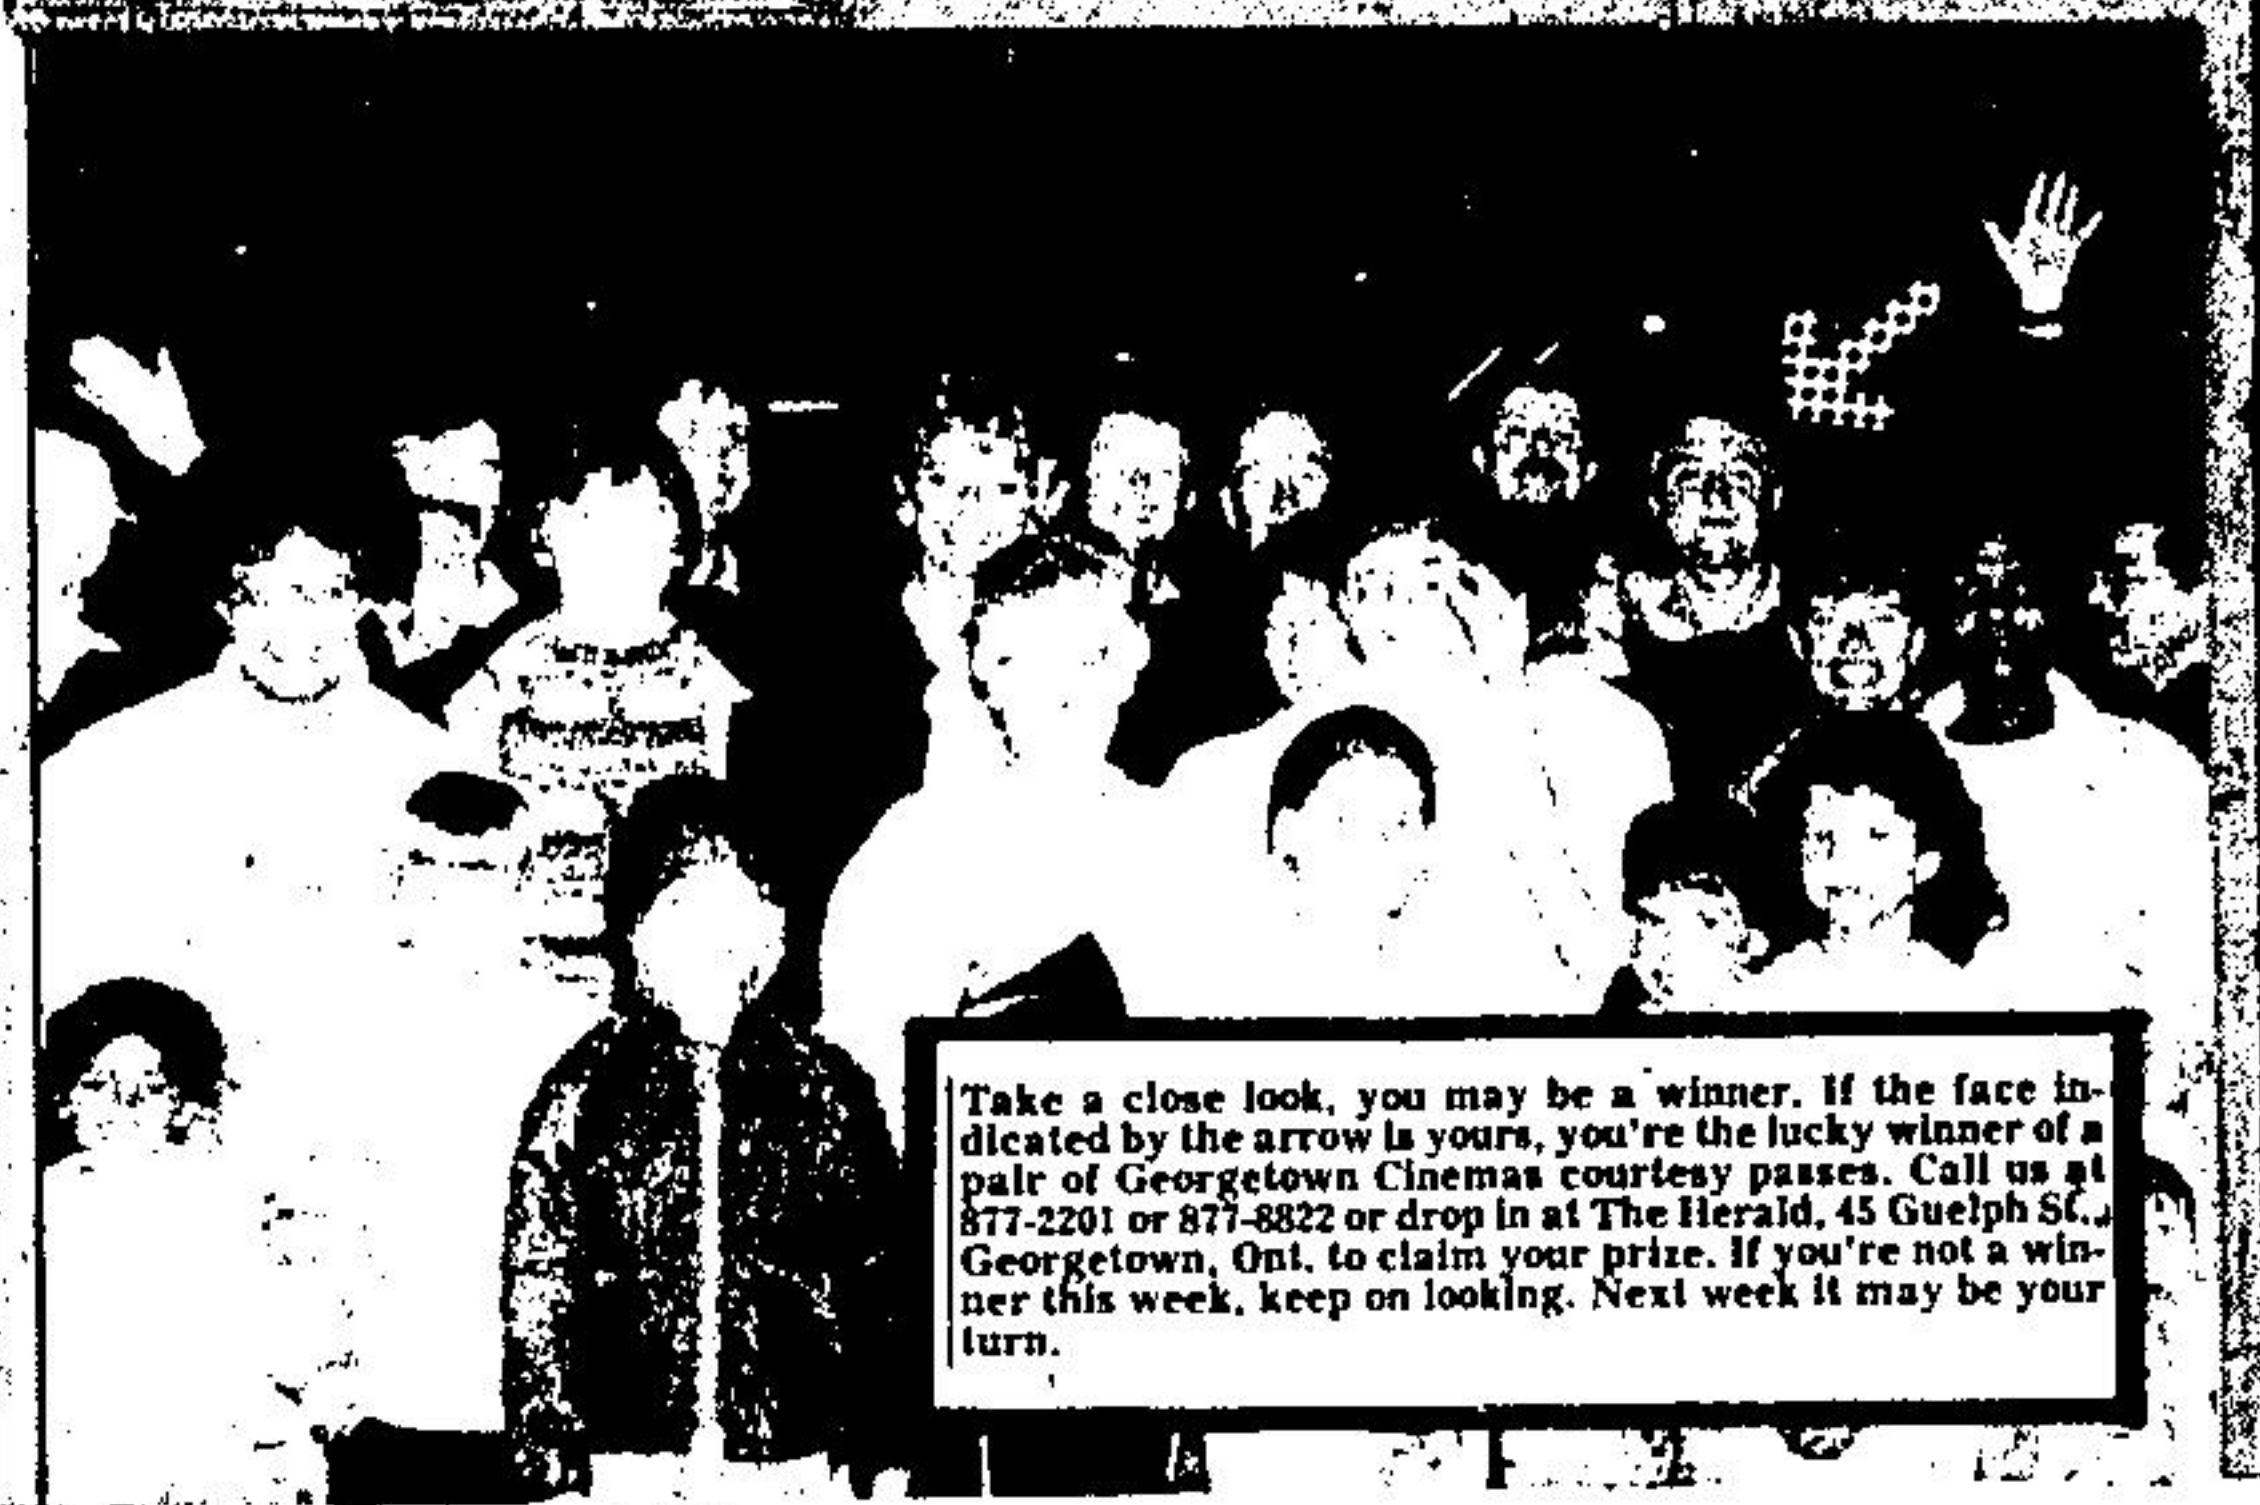 Take a close look, you may be a winner. If the face in-
dicated by the arrow is yours, you're the lucky winner of a
pair of Georgetown Cinemas courtesy passes. Call us at
877-2201 or 877-8822 or drop in at The Herald, 45 Guelph St.,
Georgetown, Ont. to claim your prize. If you're not a win-
ner this week, keep on looking. Next week it may be your
turn.